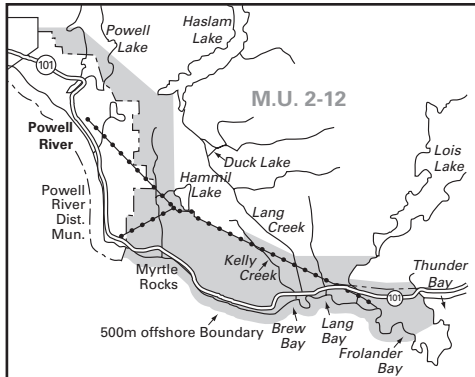 Powell
Lake
Haslam
Lake
101
M.U. 2-12
Powell
River
Duck Lake
Lois
Lake
Hammil
Lake
Powell
River
Dist.
Mun.
Lang
Creek
Kelly
Creek
Thunder
Bay
Myrtle
Rocks
101
500m offshore Boundary
Brew
Bay
Lang
Bay
Frolander
Bay